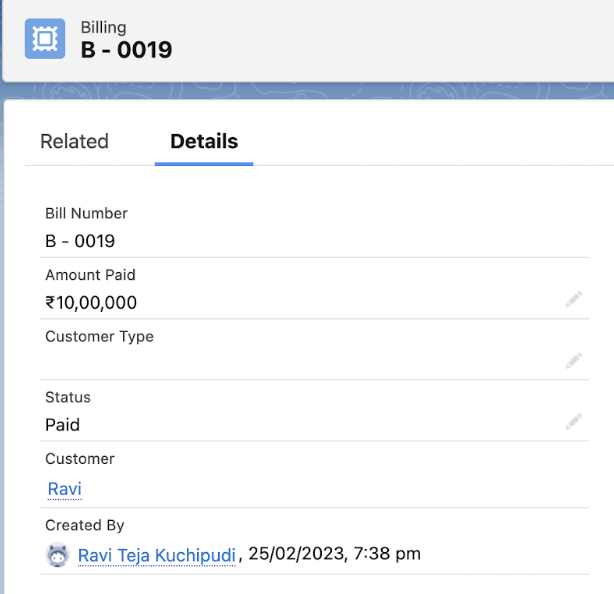 Billing
B - 0019
Related
Details
Bill Number
B - 0019
Amount Paid
₹10,00,000
Customer Type
Status
Paid
Customer
Ravi
Created By
Ravi Teja Kuchipudi, 25/02/2023, 7:38 pm